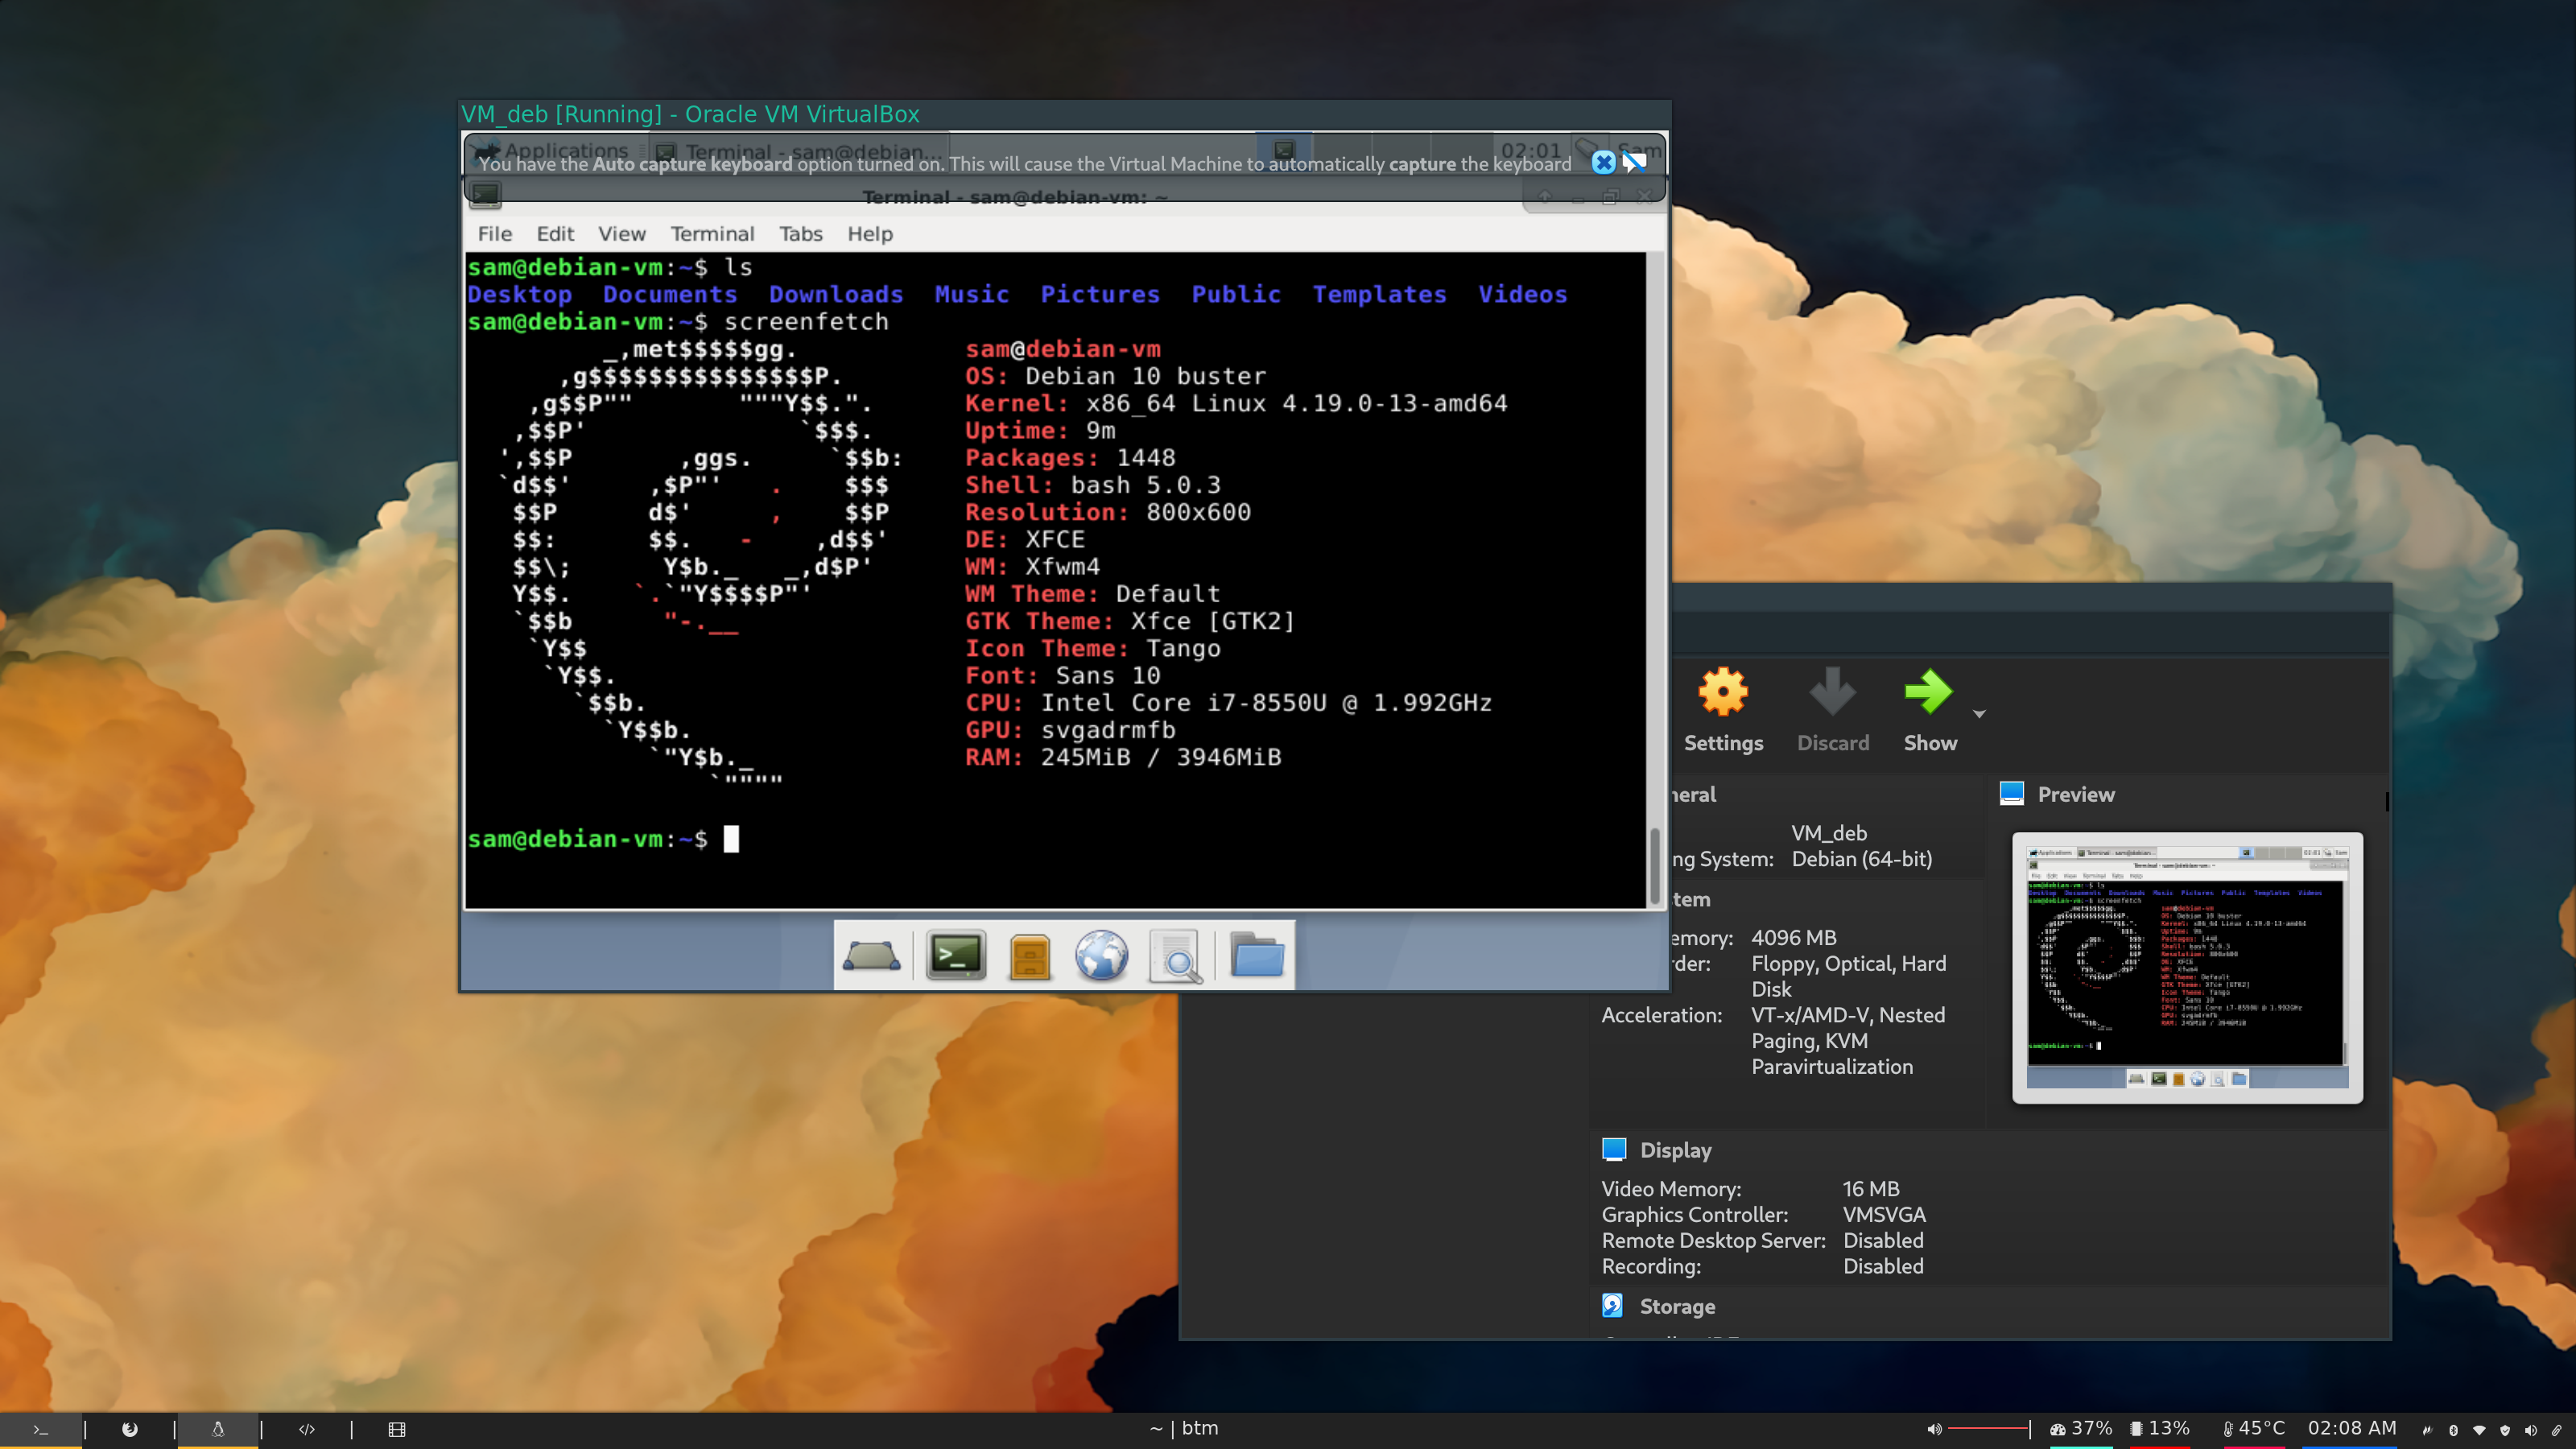 VM_deb [Running] - Oracle VM VirtualBox
Applications Terminal - sam@debian... 02:01 Sam
You have the Auto capture keyboard option turned on. This will cause the Virtual Machine to automatically capture the keyboard
Terminal - sam@debian-vm: ~
File Edit View Terminal Tabs Help
sam@debian-vm:~$ ls
Desktop Documents Downloads Music Pictures Public Templates Videos
sam@debian-vm:~$ screenfetch
_,met$$$$$gg. sam@debian-vm
,g$$$$$$$$$$$$$$$P. OS: Debian 10 buster
,g$$P"" """Y$$.". Kernel: x86_64 Linux 4.19.0-13-amd64
,$$P' `$$$. Uptime: 9m
',$$P ,ggs. `$$b: Packages: 1448
`d$$' ,$P"' . $$$ Shell: bash 5.0.3
$$P d$' , $$P Resolution: 800x600
$$: $$. - ,d$$' DE: XFCE
$$\; Y$b._ _,d$P' WM: Xfwm4
Y$$. `.`"Y$$$$P"' WM Theme: Default
`$$b "-.__ GTK Theme: Xfce [GTK2]
`Y$$ Icon Theme: Tango
`Y$$. Font: Sans 10
`$$b. CPU: Intel Core i7-8550U @ 1.992GHz
`Y$$b. GPU: svgadrmfb
`"Y$b._ RAM: 245MiB / 3946MiB
`""""
sam@debian-vm:~$
Settings Discard Show
neral
VM_deb
ng System: Debian (64-bit)
tem
emory: 4096 MB
rder: Floppy, Optical, Hard
Disk
Acceleration: VT-x/AMD-V, Nested
Paging, KVM
Paravirtualization
Preview
Display
Video Memory: 16 MB
Graphics Controller: VMSVGA
Remote Desktop Server: Disabled
Recording: Disabled
Storage
~ | btm
37% 13% 45°C 02:08 AM